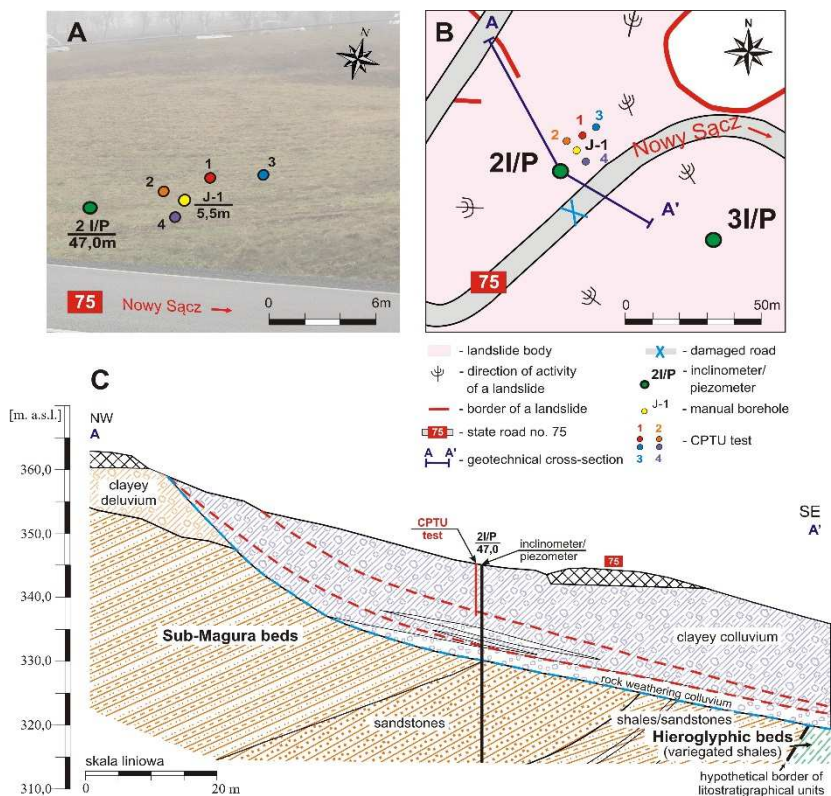 A
1
2
3
J-1
5,5m
4
2 I/P
47,0m
75
Nowy Sącz
0
6m
B
A
3
1
2
J-1
4
2I/P
Nowy Sącz
A'
3I/P
75
0
50m
- landslide body
- direction of activity
of a landslide
- border of a landslide
75 - state road no. 75
A A' - geotechnical cross-section
- damaged road
2I/P - inclinometer/
piezometer
J-1 - manual borehole
1 2
- CPTU test
3 4
C
[m. a.s.l.]
NW
A
360,0
350,0
340,0
330,0
320,0
310,0
clayey
deluvium
CPTU
test
2I/P
47,0
inclinometer/
piezometer
75
SE
A'
Sub-Magura beds
clayey colluvium
rock weathering colluvium
sandstones
shales/sandstones
Hieroglyphic beds
(variegated shales)
hypothetical border of
litostratigraphical units
skala liniowa
0
20 m